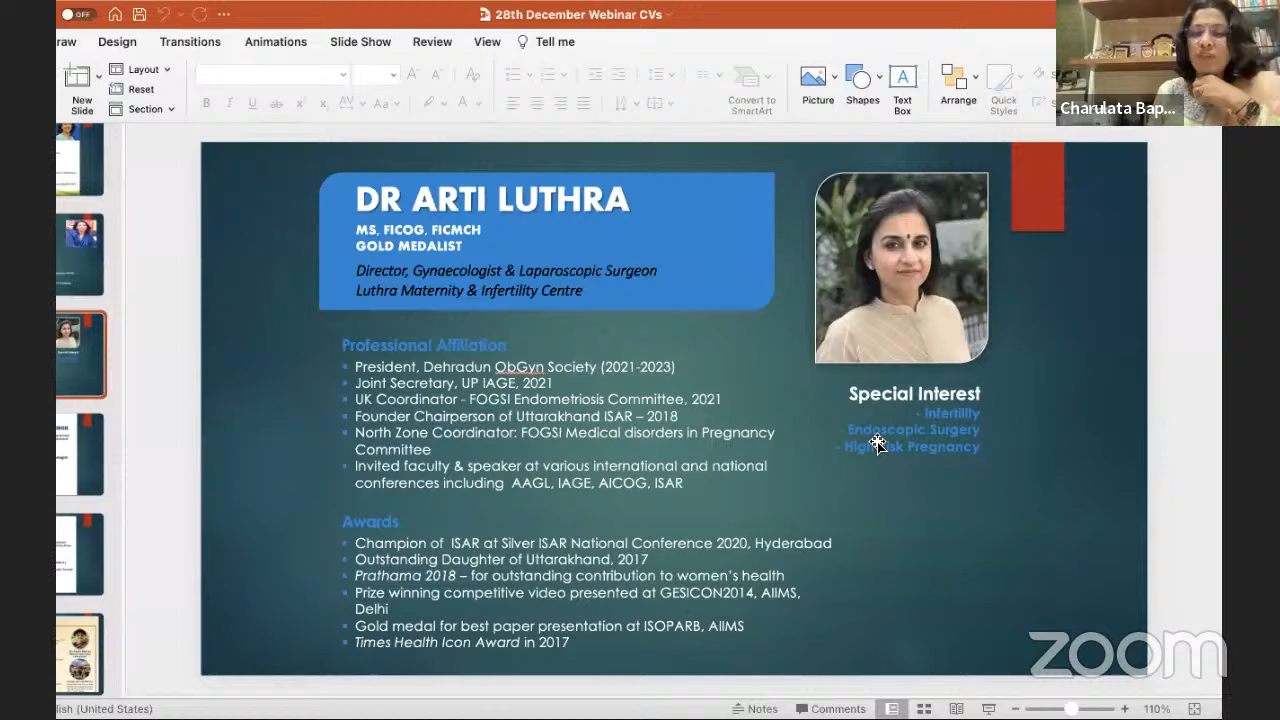 OFF
28th December Webinar CVs
raw Design Transitions Animations Slide Show Review View Tell me
New Slide
Layout
Reset
Section
Convert to SmartArt
Picture
Shapes
Text Box
Arrange
Quick Styles
Charulata Bap...
DR ARTI LUTHRA
MS, FICOG, FICMCH
GOLD MEDALIST
Director, Gynaecologist & Laparoscopic Surgeon
Luthra Maternity & Infertility Centre
Professional Affiliation
President, Dehradun ObGyn Society (2021-2023)
Joint Secretary, UP IAGE, 2021
UK Coordinator - FOGSI Endometriosis Committee, 2021
Founder Chairperson of Uttarakhand ISAR – 2018
North Zone Coordinator: FOGSI Medical disorders in Pregnancy
Committee
Invited faculty & speaker at various international and national
conferences including AAGL, IAGE, AICOG, ISAR
Awards
Champion of ISAR at Silver ISAR National Conference 2020, Hyderabad
Outstanding Daughter of Uttarakhand, 2017
Prathama 2018 – for outstanding contribution to women's health
Prize winning competitive video presented at GESICON2014, AIIMS,
Delhi
Gold medal for best paper presentation at ISOPARB, AIIMS
Times Health Icon Award in 2017
Special Interest
- Infertility
Endoscopic Surgery
- High Risk Pregnancy
zoom
lish (United States)
Notes
Comments
110%